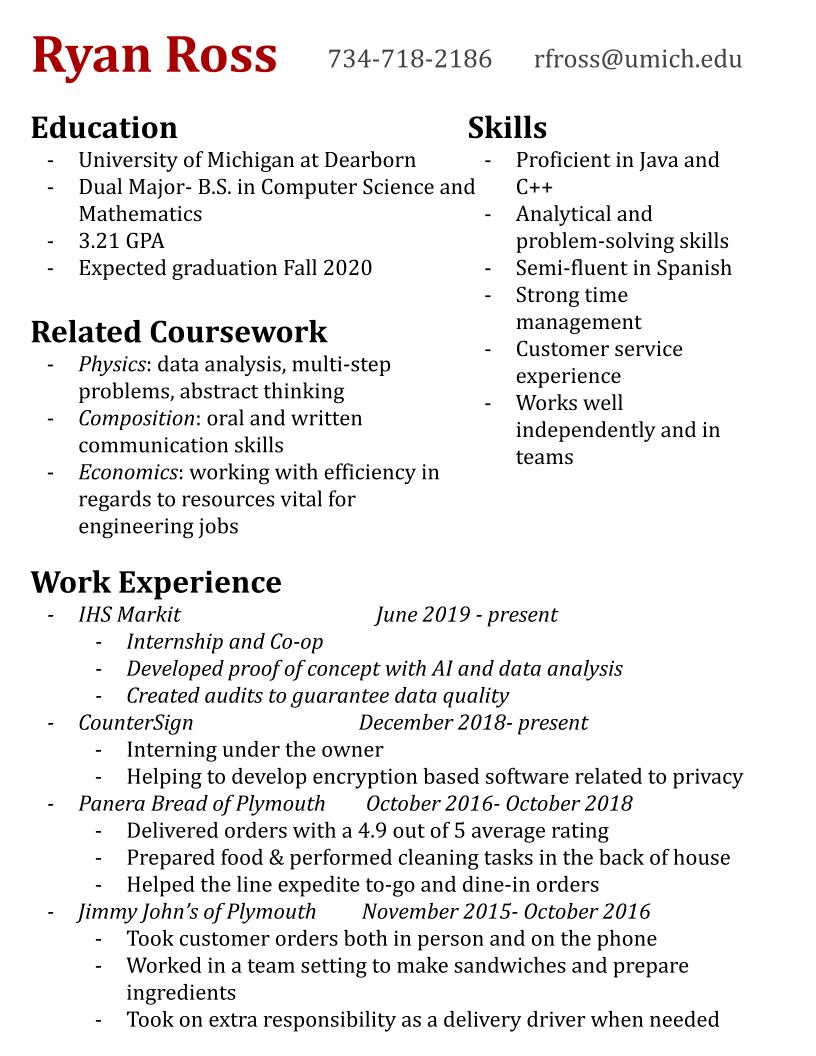 Ryan Ross 734-718-2186 rfross@umich.edu
Education
- University of Michigan at Dearborn
- Dual Major- B.S. in Computer Science and
Mathematics
- 3.21 GPA
- Expected graduation Fall 2020
Related Coursework
- Physics: data analysis, multi-step
problems, abstract thinking
- Composition: oral and written
communication skills
- Economics: working with efficiency in
regards to resources vital for
engineering jobs
Skills
- Proficient in Java and
C++
- Analytical and
problem-solving skills
- Semi-fluent in Spanish
- Strong time
management
- Customer service
experience
- Works well
independently and in
teams
Work Experience
- IHS Markit June 2019 - present
- Internship and Co-op
- Developed proof of concept with AI and data analysis
- Created audits to guarantee data quality
- CounterSign December 2018- present
- Interning under the owner
- Helping to develop encryption based software related to privacy
- Panera Bread of Plymouth October 2016- October 2018
- Delivered orders with a 4.9 out of 5 average rating
- Prepared food & performed cleaning tasks in the back of house
- Helped the line expedite to-go and dine-in orders
- Jimmy John’s of Plymouth November 2015- October 2016
- Took customer orders both in person and on the phone
- Worked in a team setting to make sandwiches and prepare
ingredients
- Took on extra responsibility as a delivery driver when needed